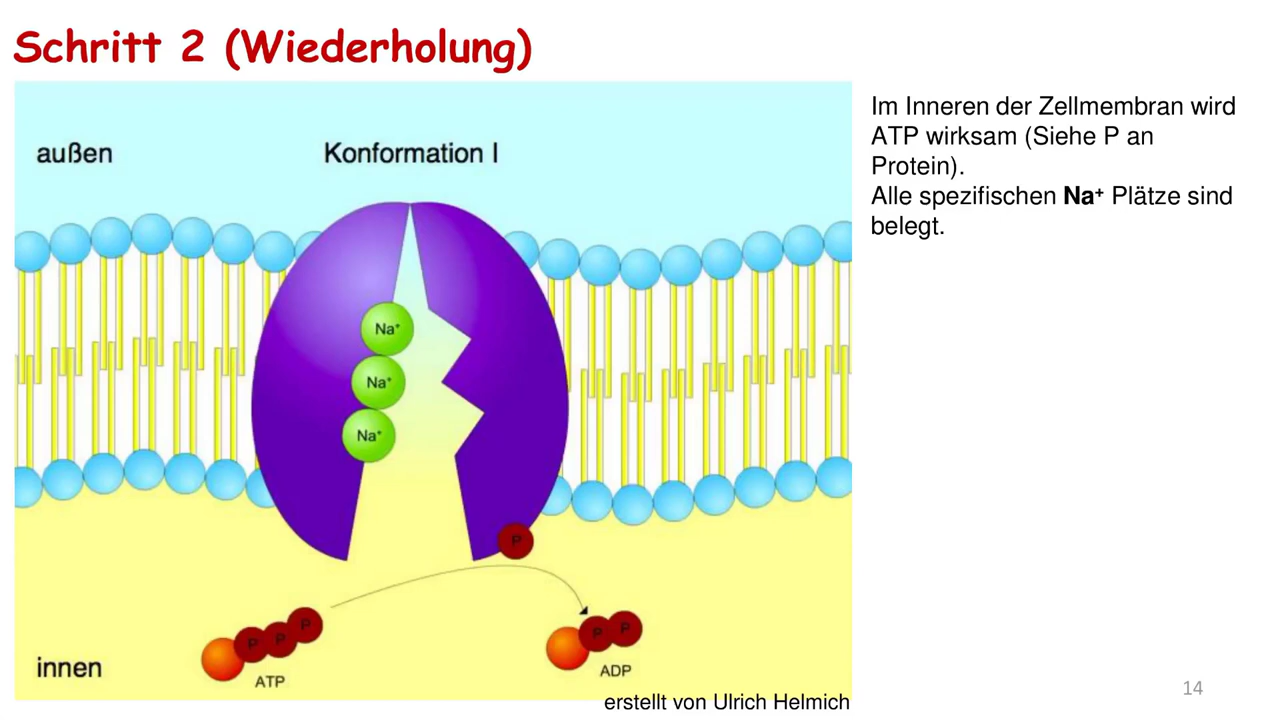 Schritt 2 (Wiederholung)
außen
Konformation I
Im Inneren der Zellmembran wird
ATP wirksam (Siehe P an
Protein).
Alle spezifischen Na⁺ Plätze sind
belegt.
Na⁺
Na⁺
Na⁺
P
P P P
ATP
P P
ADP
innen
erstellt von Ulrich Helmich
14